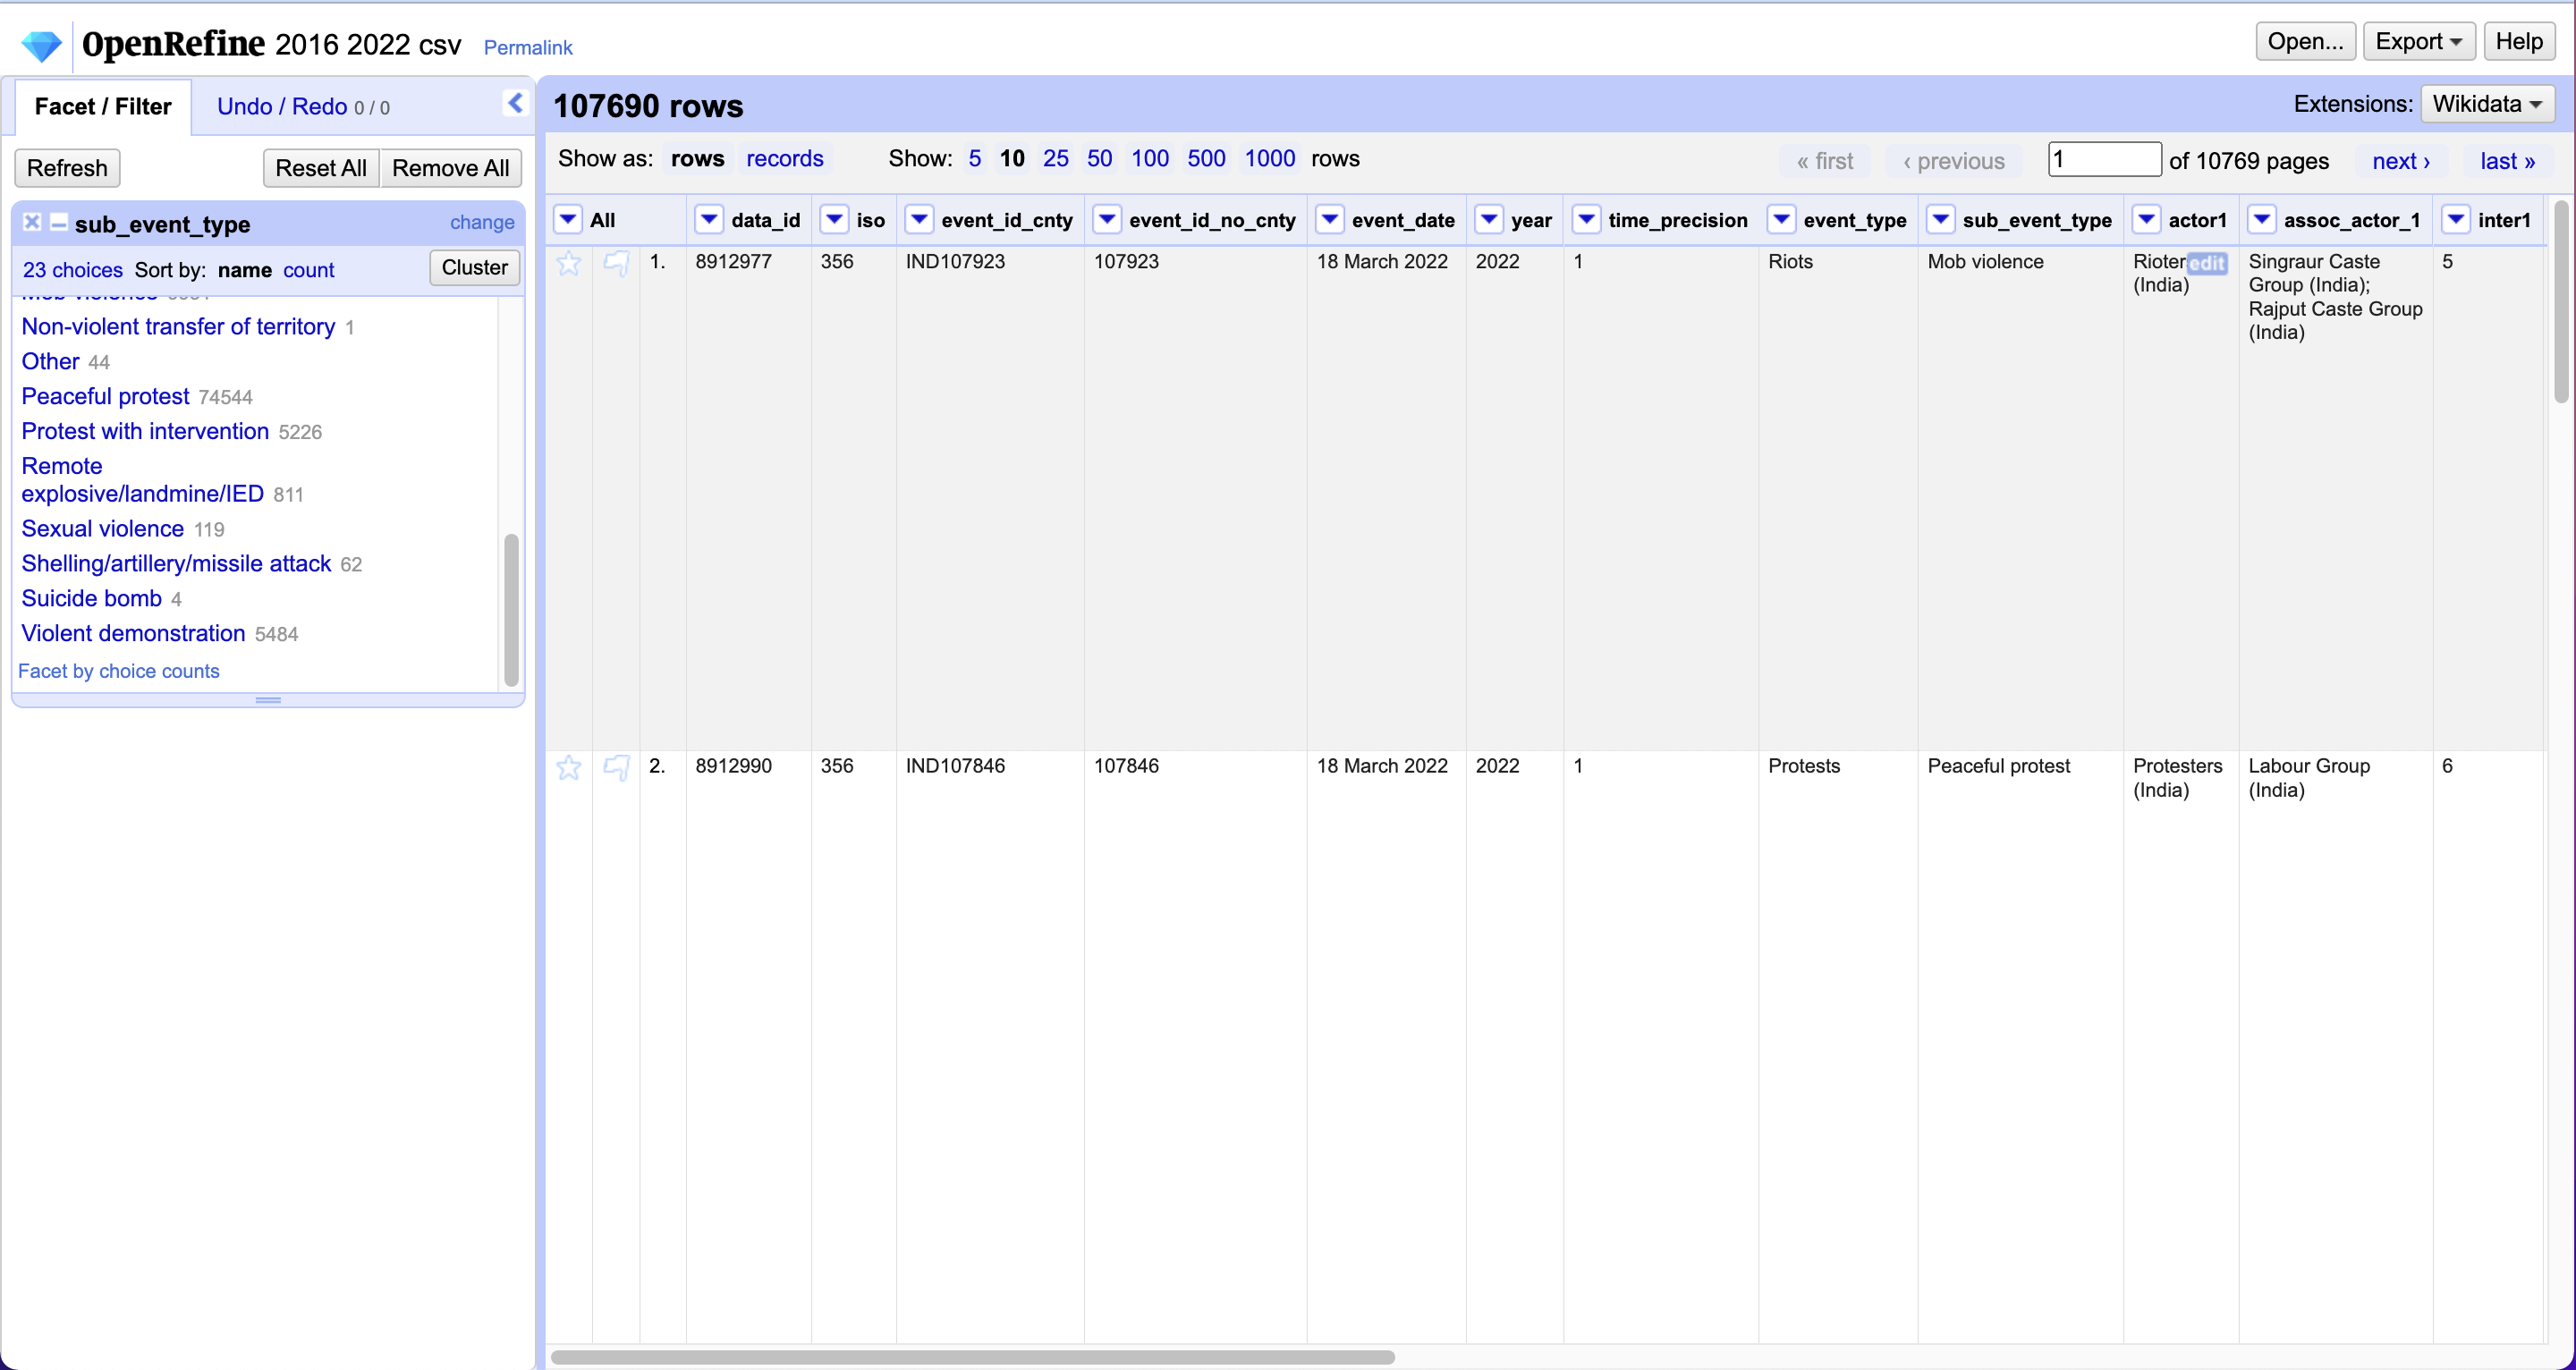 OpenRefine 2016 2022 csv Permalink
Open... Export Help
Facet / Filter Undo / Redo 0 / 0
107690 rows
Extensions: Wikidata
Refresh Reset All Remove All
Show as: rows records Show: 5 10 25 50 100 500 1000 rows
« first ‹ previous 1 of 10769 pages next › last »
sub_event_type change
23 choices Sort by: name count Cluster
Non-violent transfer of territory 1
Other 44
Peaceful protest 74544
Protest with intervention 5226
Remote
explosive/landmine/IED 811
Sexual violence 119
Shelling/artillery/missile attack 62
Suicide bomb 4
Violent demonstration 5484
Facet by choice counts
All data_id iso event_id_cnty event_id_no_cnty event_date year time_precision event_type sub_event_type actor1 assoc_actor_1 inter1
1. 8912977 356 IND107923 107923 18 March 2022 2022 1 Riots Mob violence Rioter edit Singraur Caste 5
(India) Group (India);
Rajput Caste Group
(India)
2. 8912990 356 IND107846 107846 18 March 2022 2022 1 Protests Peaceful protest Protesters Labour Group 6
(India) (India)